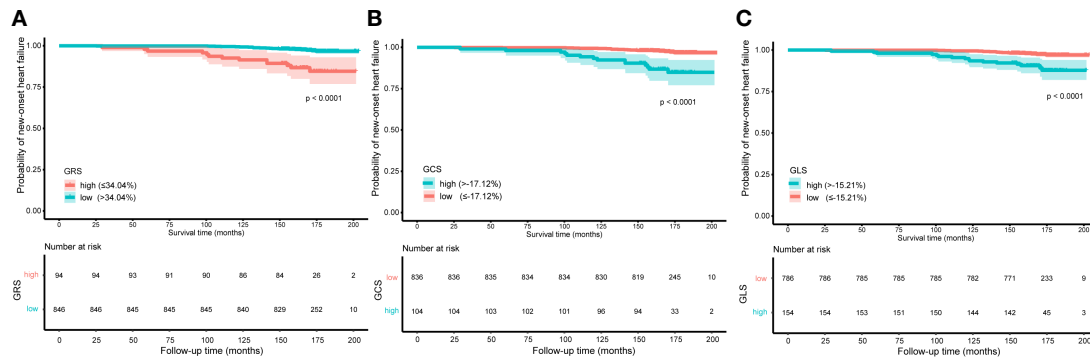 A
Probability of new-onset heart failure
1.00
0.75
0.50
0.25
0.00
p < 0.0001
GRS
high (≤34.04%)
low (>34.04%)
0 25 50 75 100 125 150 175 200
Survival time (months)
Number at risk
GRS
high 94 94 93 91 90 86 84 26 2
low 846 846 845 845 845 840 829 252 10
0 25 50 75 100 125 150 175 200
Follow-up time (months)
B
Probability of new-onset heart failure
1.00
0.75
0.50
0.25
0.00
p < 0.0001
GCS
high (>-17.12%)
low (≤-17.12%)
0 25 50 75 100 125 150 175 200
Survival time (months)
Number at risk
GCS
low 836 836 835 834 834 830 819 245 10
high 104 104 103 102 101 96 94 33 2
0 25 50 75 100 125 150 175 200
Follow-up time (months)
C
Probability of new-onset heart failure
1.00
0.75
0.50
0.25
0.00
p < 0.0001
GLS
high (>-15.21%)
low (≤-15.21%)
0 25 50 75 100 125 150 175 200
Survival time (months)
Number at risk
GLS
low 786 786 785 785 785 782 771 233 9
high 154 154 153 151 150 144 142 45 3
0 25 50 75 100 125 150 175 200
Follow-up time (months)